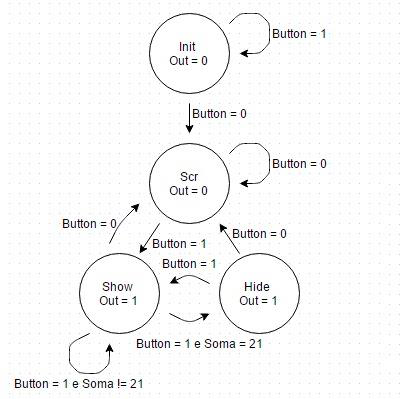 Init
Out = 0
Button = 1
Button = 0
Scr
Out = 0
Button = 0
Button = 0
Button = 1
Button = 0
Button = 1
Show
Out = 1
Hide
Out = 1
Button = 1 e Soma = 21
Button = 1 e Soma != 21